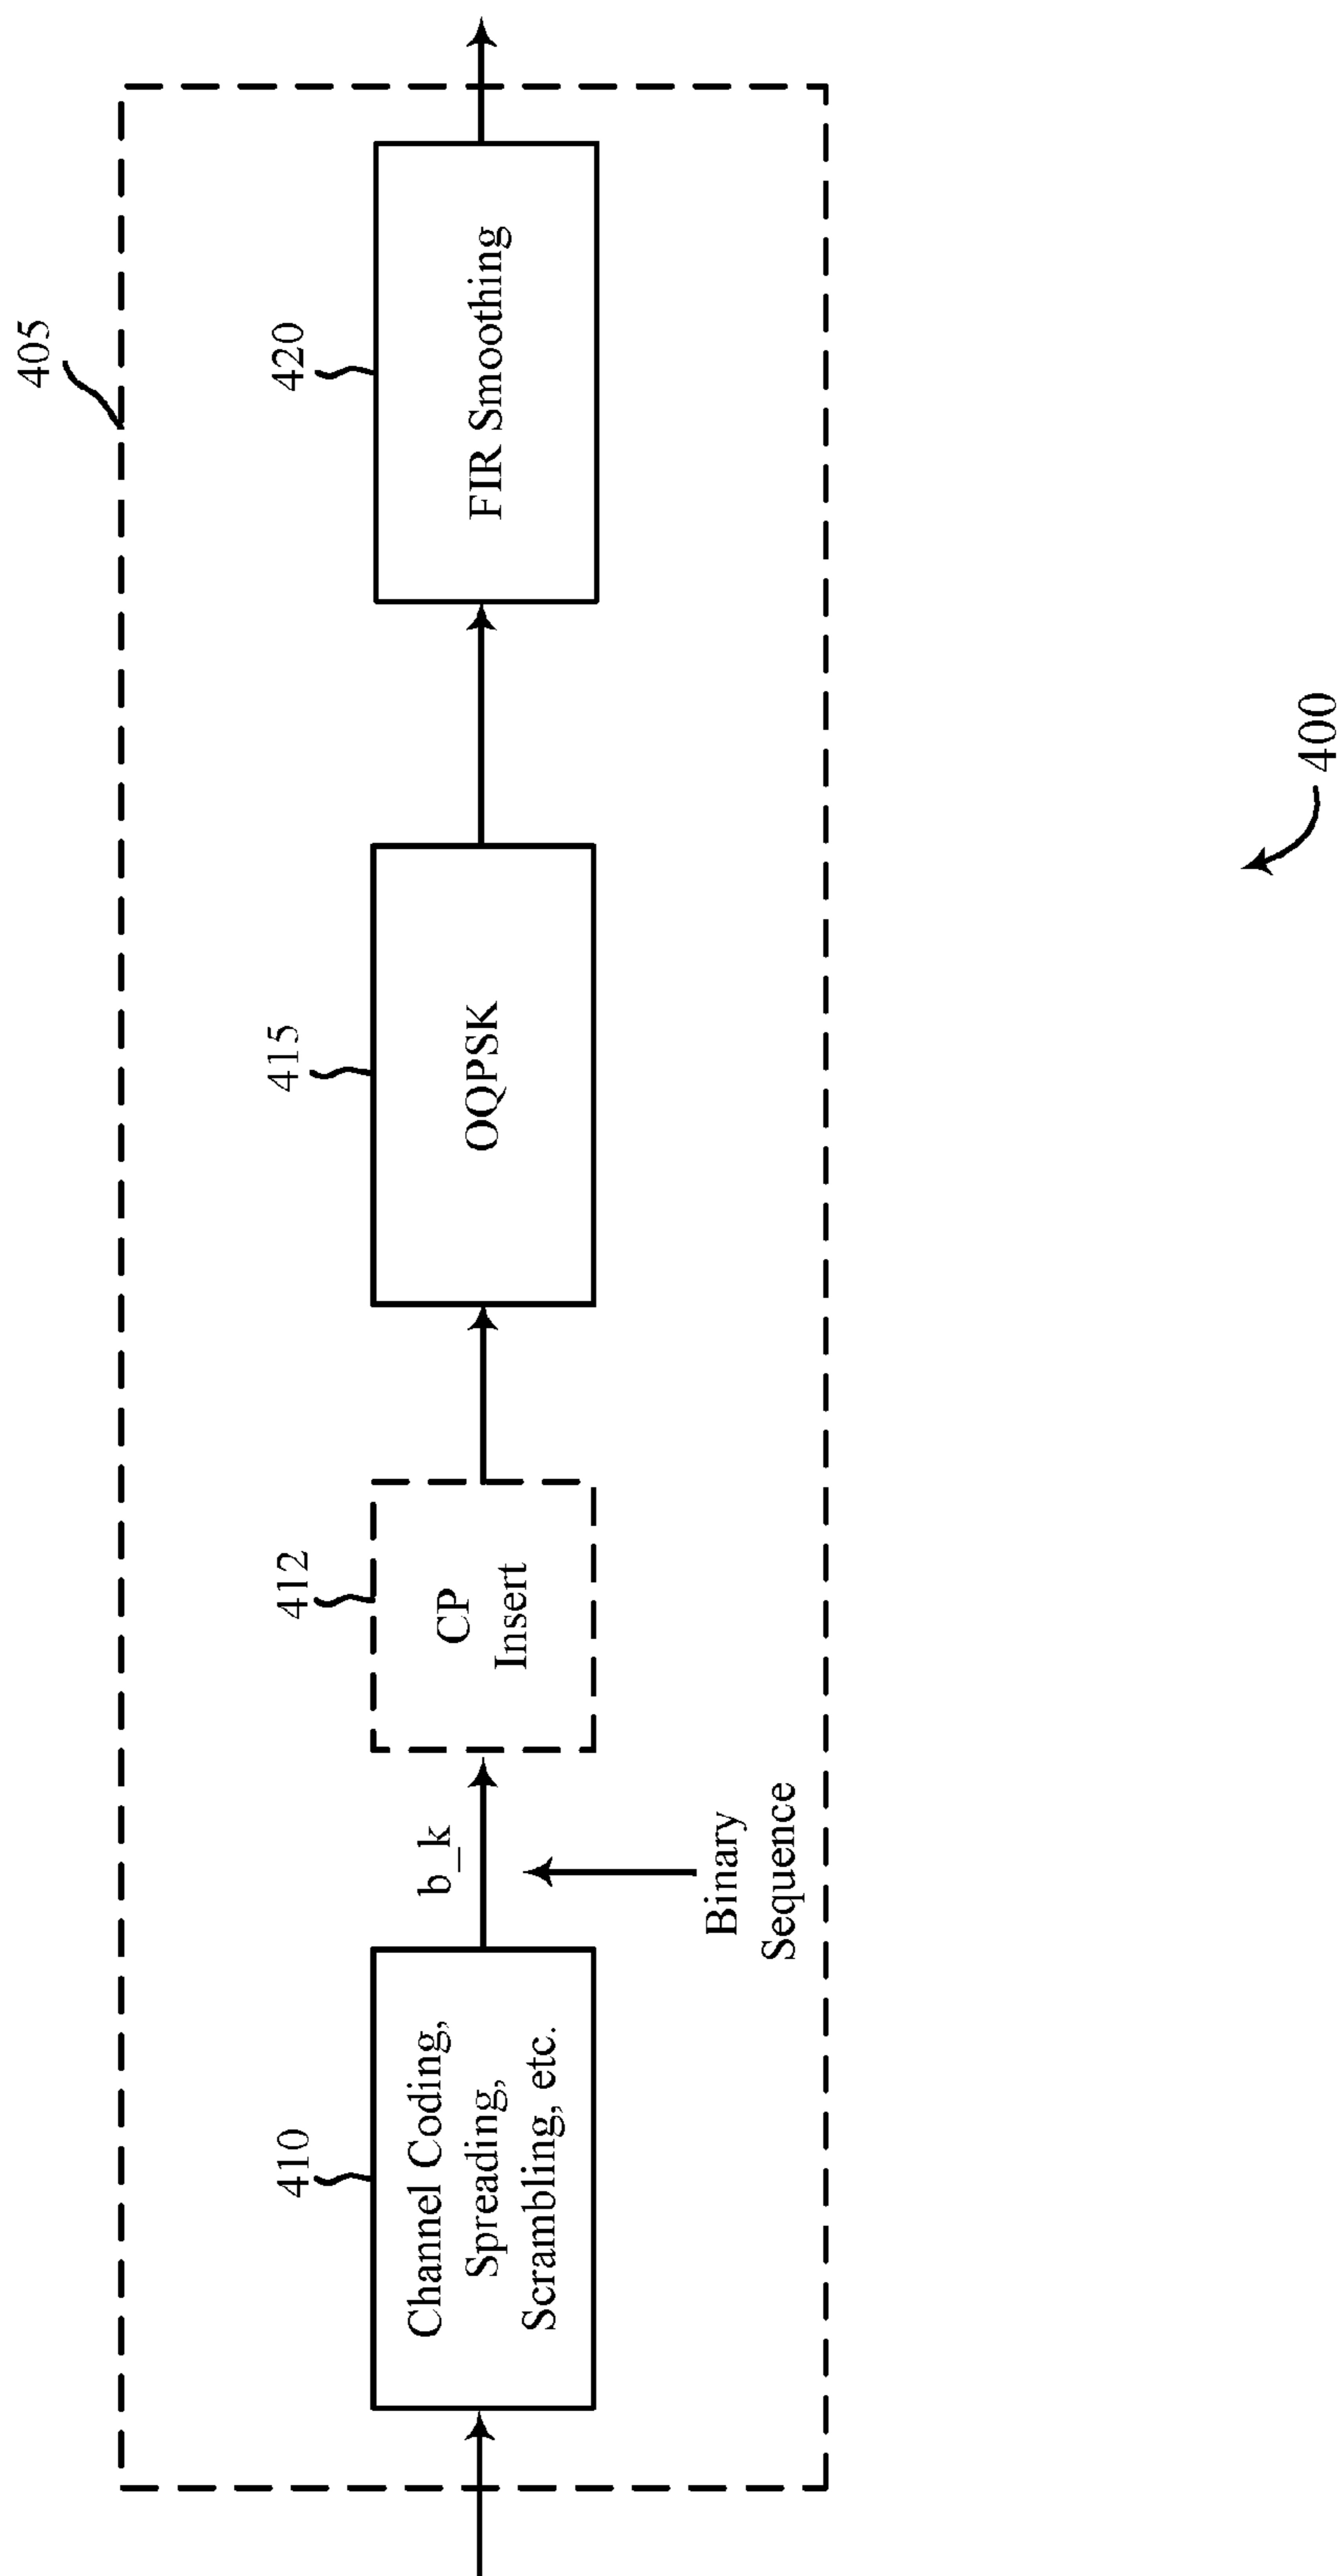 405
410
Channel Coding,
Spreading,
Scrambling, etc.
b_k
Binary
Sequence
412
CP
Insert
415
OQPSK
420
FIR Smoothing
400